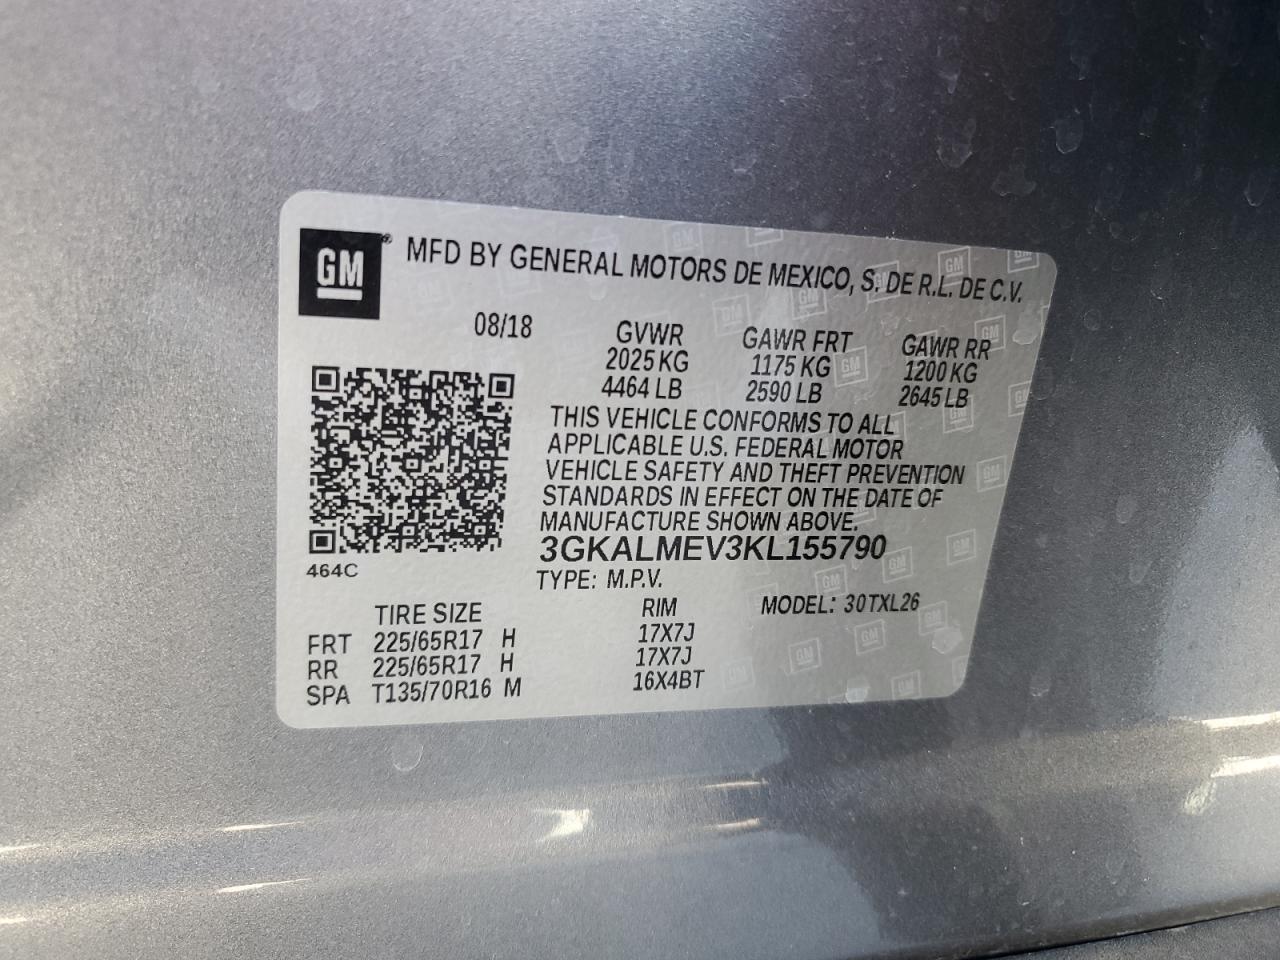 GM ® MFD BY GENERAL MOTORS DE MEXICO, S. DE R.L. DE C.V.
08/18 GVWR GAWR FRT GAWR RR
2025 KG 1175 KG 1200 KG
4464 LB 2590 LB 2645 LB
THIS VEHICLE CONFORMS TO ALL
APPLICABLE U.S. FEDERAL MOTOR
VEHICLE SAFETY AND THEFT PREVENTION
STANDARDS IN EFFECT ON THE DATE OF
MANUFACTURE SHOWN ABOVE.
3GKALMEV3KL155790
464C
TYPE: M.P.V.
TIRE SIZE RIM MODEL: 30TXL26
FRT 225/65R17 H 17X7J
RR 225/65R17 H 17X7J
SPA T135/70R16 M 16X4BT